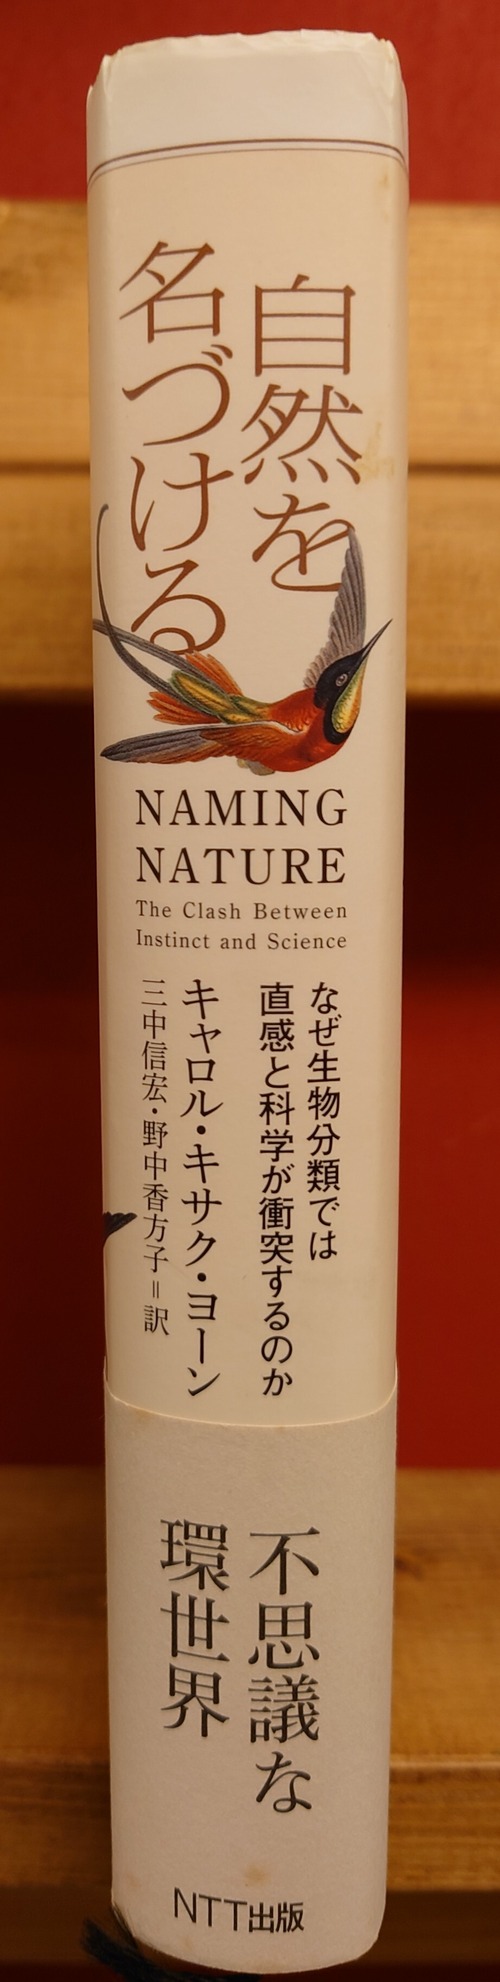 自然を
名づける
NAMING
NATURE
The Clash Between
Instinct and Science
なぜ生物分類では
直感と科学が衝突するのか
キャロル・キサク・ヨーン
三中信宏・野中香方子＝訳
不思議な
環世界
NTT出版